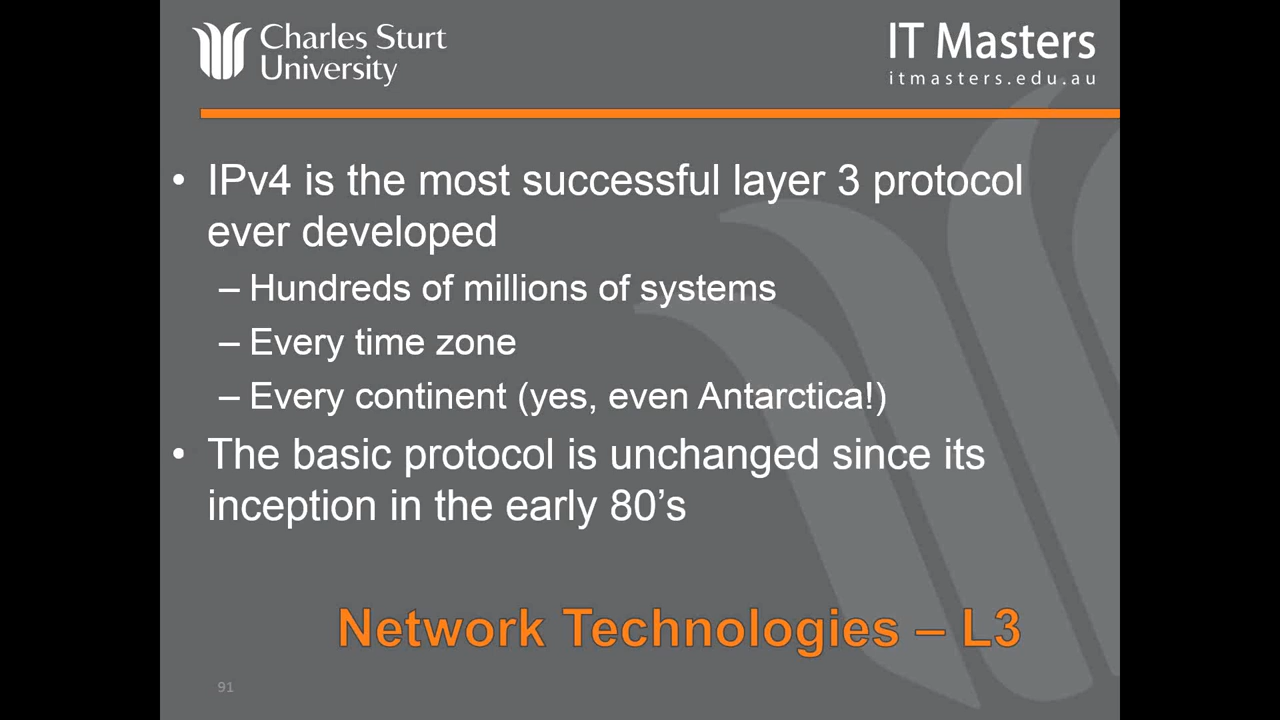 Charles Sturt
University
IT Masters
itmasters.edu.au
• IPv4 is the most successful layer 3 protocol
ever developed
– Hundreds of millions of systems
– Every time zone
– Every continent (yes, even Antarctica!)
• The basic protocol is unchanged since its
inception in the early 80’s
Network Technologies – L3
91